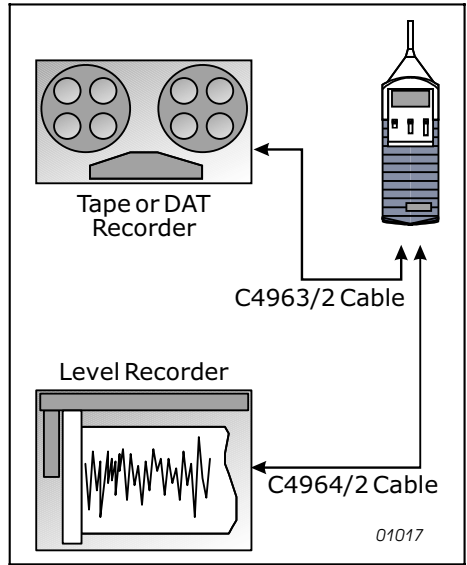 Tape or DAT
Recorder
C4963/2 Cable
Level Recorder
C4964/2 Cable
01017